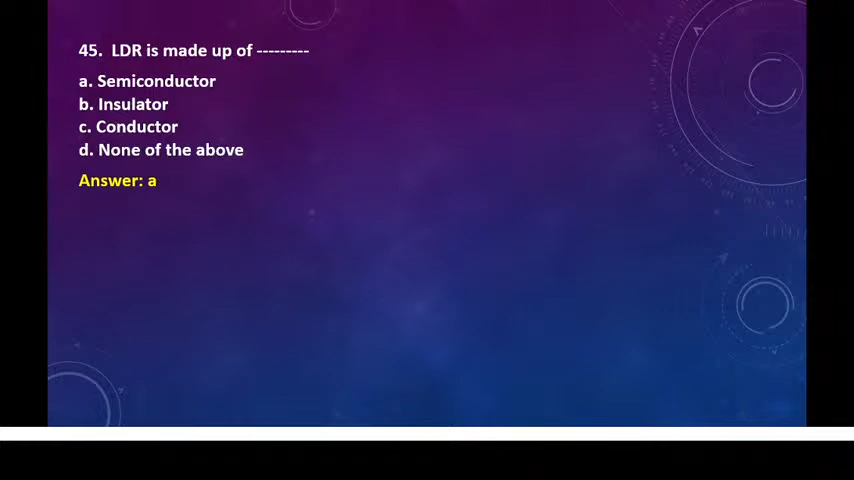 45. LDR is made up of ---------
a. Semiconductor
b. Insulator
c. Conductor
d. None of the above
Answer: a